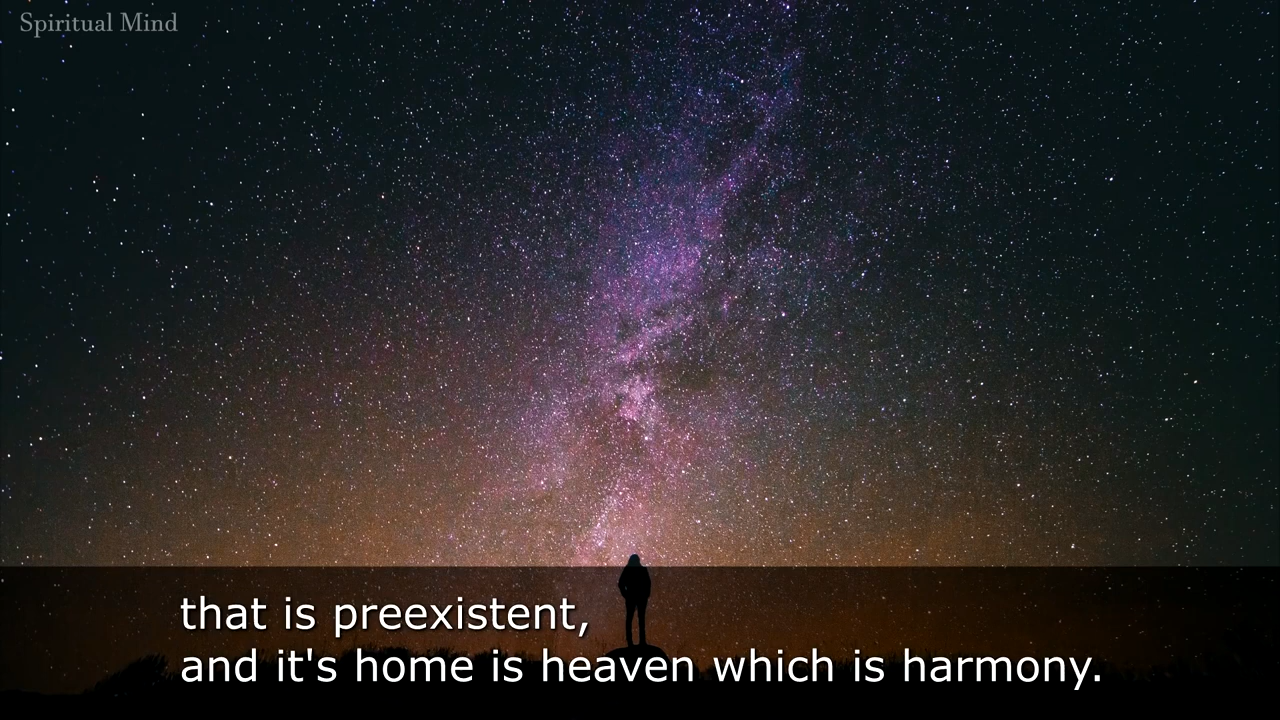 Spiritual Mind
that is preexistent,
and it's home is heaven which is harmony.